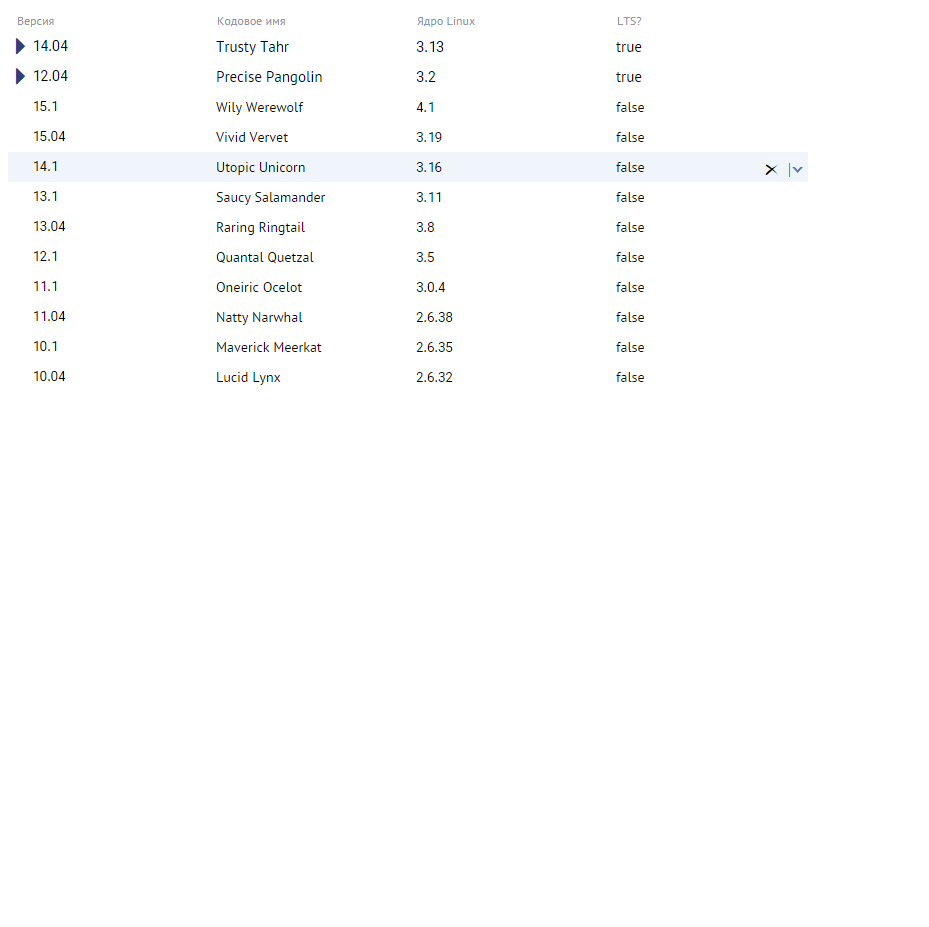 Версия Кодовое имя Ядро Linux LTS?
14.04 Trusty Tahr 3.13 true
12.04 Precise Pangolin 3.2 true
15.1 Wily Werewolf 4.1 false
15.04 Vivid Vervet 3.19 false
14.1 Utopic Unicorn 3.16 false
13.1 Saucy Salamander 3.11 false
13.04 Raring Ringtail 3.8 false
12.1 Quantal Quetzal 3.5 false
11.1 Oneiric Ocelot 3.0.4 false
11.04 Natty Narwhal 2.6.38 false
10.1 Maverick Meerkat 2.6.35 false
10.04 Lucid Lynx 2.6.32 false